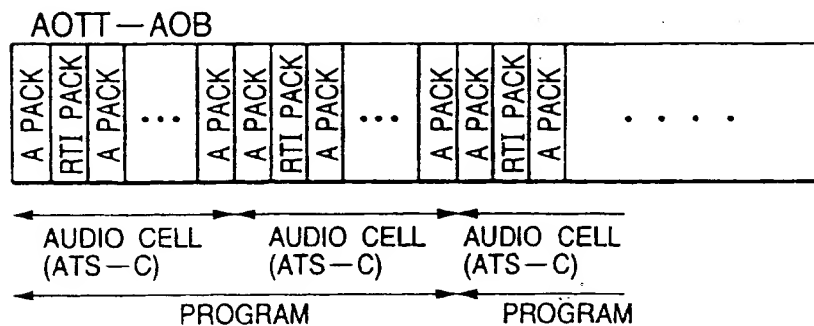 AOTT—AOB
A PACK
RTI PACK
A PACK
...
A PACK
A PACK
RTI PACK
A PACK
...
A PACK
A PACK
RTI PACK
A PACK
. . . .
AUDIO CELL
(ATS—C)
AUDIO CELL
(ATS—C)
AUDIO CELL
(ATS—C)
PROGRAM
PROGRAM